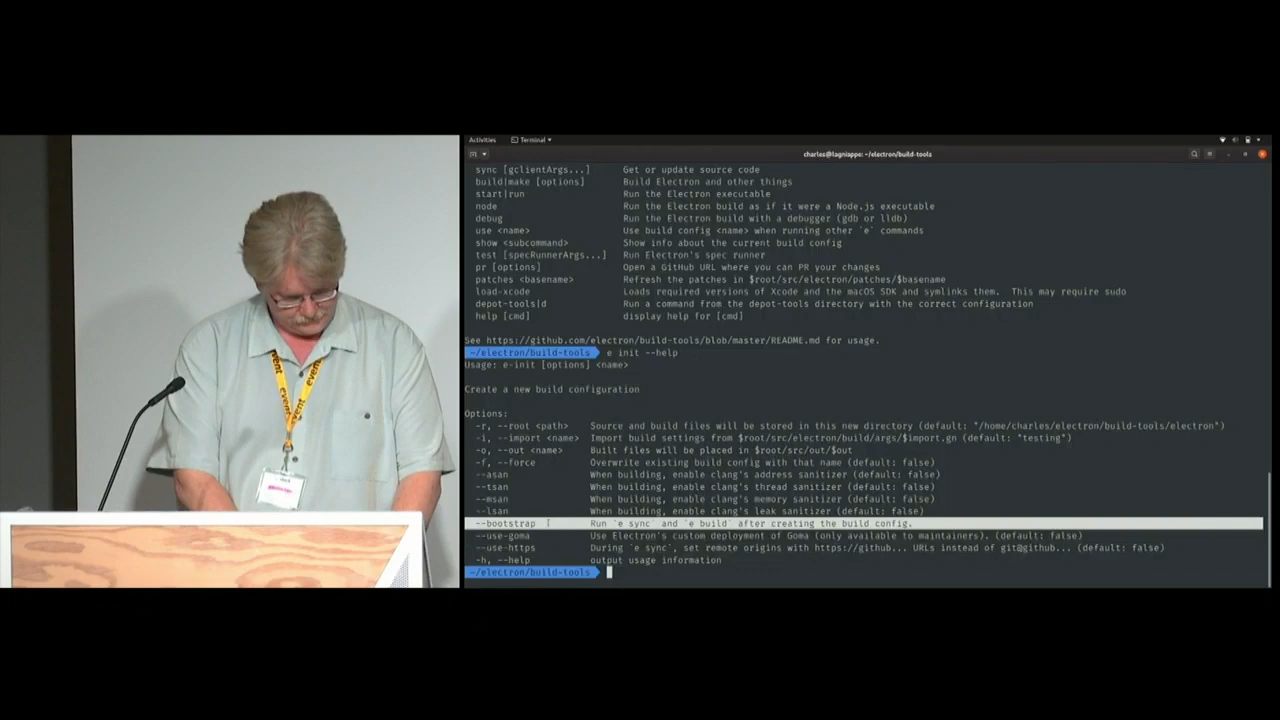 Activities Terminal
charles@lagniappe: ~/electron/build-tools
sync [gclientArgs...] Get or update source code
build|make [options] Build Electron and other things
start|run Run the Electron executable
node Run the Electron build as if it were a Node.js executable
debug Run the Electron build with a debugger (gdb or lldb)
use <name> Use build config <name> when running other `e` commands
show <subcommand> Show info about the current build config
test [specRunnerArgs...] Run Electron's spec runner
pr [options] Open a GitHub URL where you can PR your changes
patches <basename> Refresh the patches in $root/src/electron/patches/$basename
load-xcode Loads required versions of Xcode and the macOS SDK and symlinks them. This may require sudo
depot-tools|d Run a command from the depot-tools directory with the correct configuration
help [cmd] display help for [cmd]
See https://github.com/electron/build-tools/blob/master/README.md for usage.
~/electron/build-tools e init --help
Usage: e-init [options] <name>
Create a new build configuration
Options:
-r, --root <path> Source and build files will be stored in this new directory (default: "/home/charles/electron/build-tools/electron")
-i, --import <name> Import build settings from $root/src/electron/build/args/$import.gn (default: "testing")
-o, --out <name> Built files will be placed in $root/src/out/$out
-f, --force Overwrite existing build config with that name (default: false)
--asan When building, enable clang's address sanitizer (default: false)
--tsan When building, enable clang's thread sanitizer (default: false)
--msan When building, enable clang's memory sanitizer (default: false)
--lsan When building, enable clang's leak sanitizer (default: false)
--bootstrap Run `e sync` and `e build` after creating the build config.
--use-goma Use Electron's custom deployment of Goma (only available to maintainers). (default: false)
--use-https During `e sync`, set remote origins with https://github... URLs instead of git@github... (default: false)
-h, --help output usage information
~/electron/build-tools
event
event